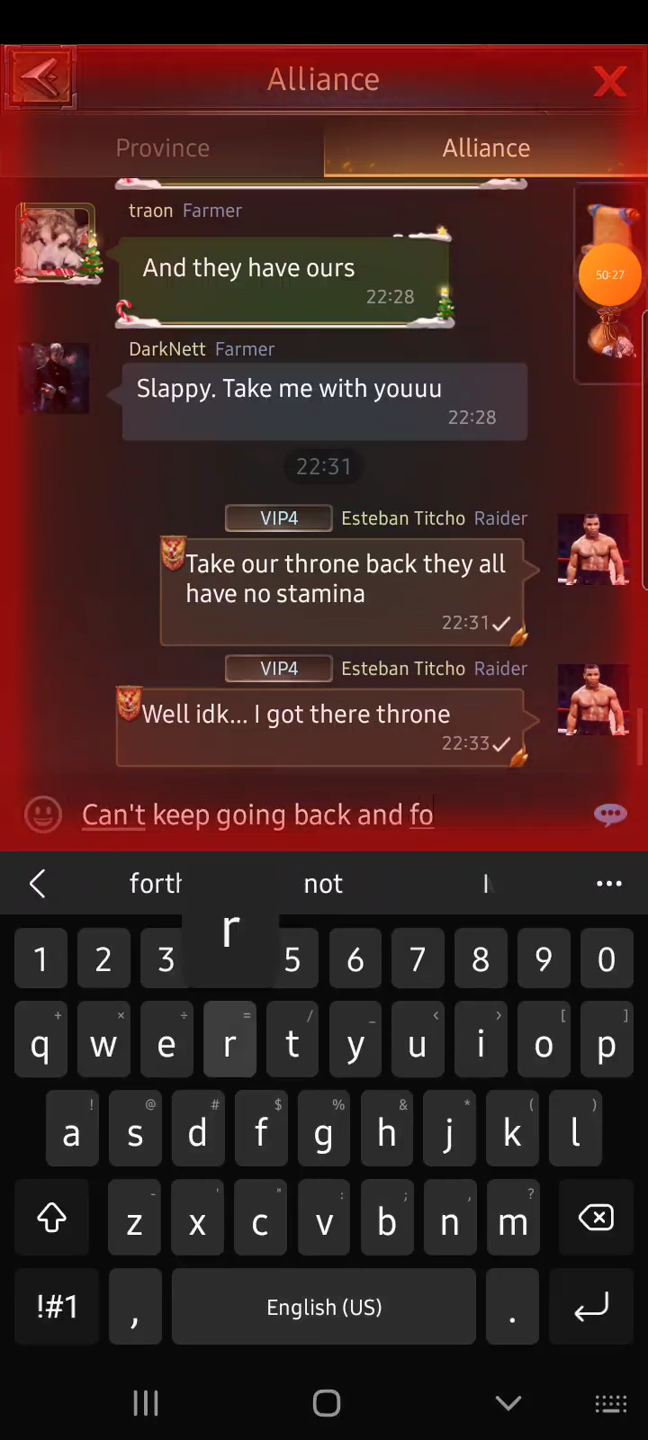 Alliance
Province
Alliance
traon Farmer
And they have ours
22:28
50:27
DarkNett Farmer
Slappy. Take me with youuu
22:28
22:31
VIP4 Esteban Titcho Raider
Take our throne back they all
have no stamina
22:31
VIP4 Esteban Titcho Raider
Well idk... I got there throne
22:33
Can't keep going back and fo
forth not
r
1 2 3 5 6 7 8 9 0
+ × ÷ = / _ < > [ ]
q w e r t y u i o p
! @ # $ % & * ( )
a s d f g h j k l
- ' " : ; , ?
z x c v b n m
!#1 , English (US) .